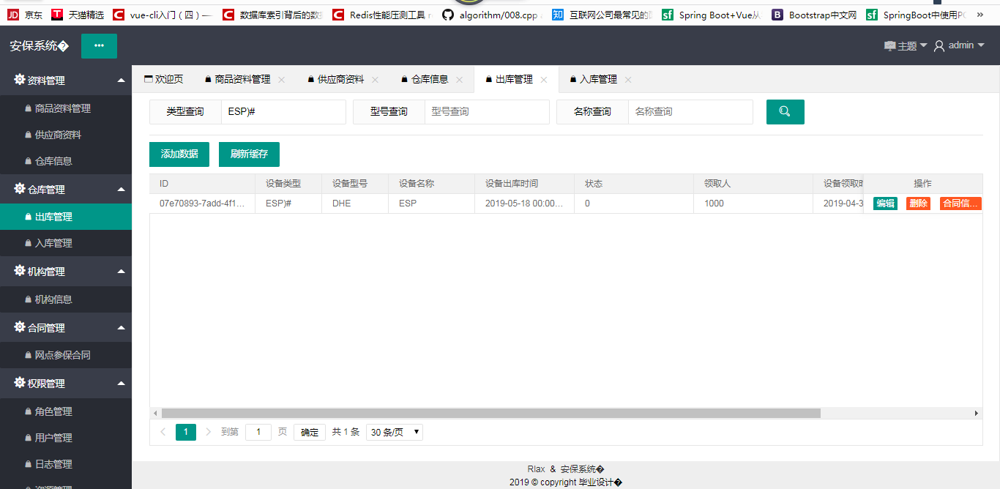 JD 京东 T 天猫精选 C vue-cli入门（四）— C 数据库索引背后的数 C Redis性能压测工具 algorithm/008.cpp 知 互联网公司最常见的 sf Spring Boot+Vue从 B Bootstrap中文网 sf SpringBoot中使用PO »
安保系统� ••• 主题 admin
资料管理
商品资料管理
供应商资料
仓库信息
仓库管理
出库管理
入库管理
机构管理
机构信息
合同管理
网点参保合同
权限管理
角色管理
用户管理
日志管理
资源管理
欢迎页 商品资料管理 供应商资料 仓库信息 出库管理 入库管理
类型查询 ESP)# 型号查询 型号查询 名称查询 名称查询
添加数据 刷新缓存
ID 设备类型 设备型号 设备名称 设备出库时间 状态 领取人 设备领取时 操作
07e70893-7add-4f1... ESP)# DHE ESP 2019-05-18 00:00... 0 1000 2019-04-3 编辑 删除 合同信...
1 到第 1 页 确定 共 1 条 30 条/页
Rlax & 安保系统�
2019 © copyright 毕业设计�